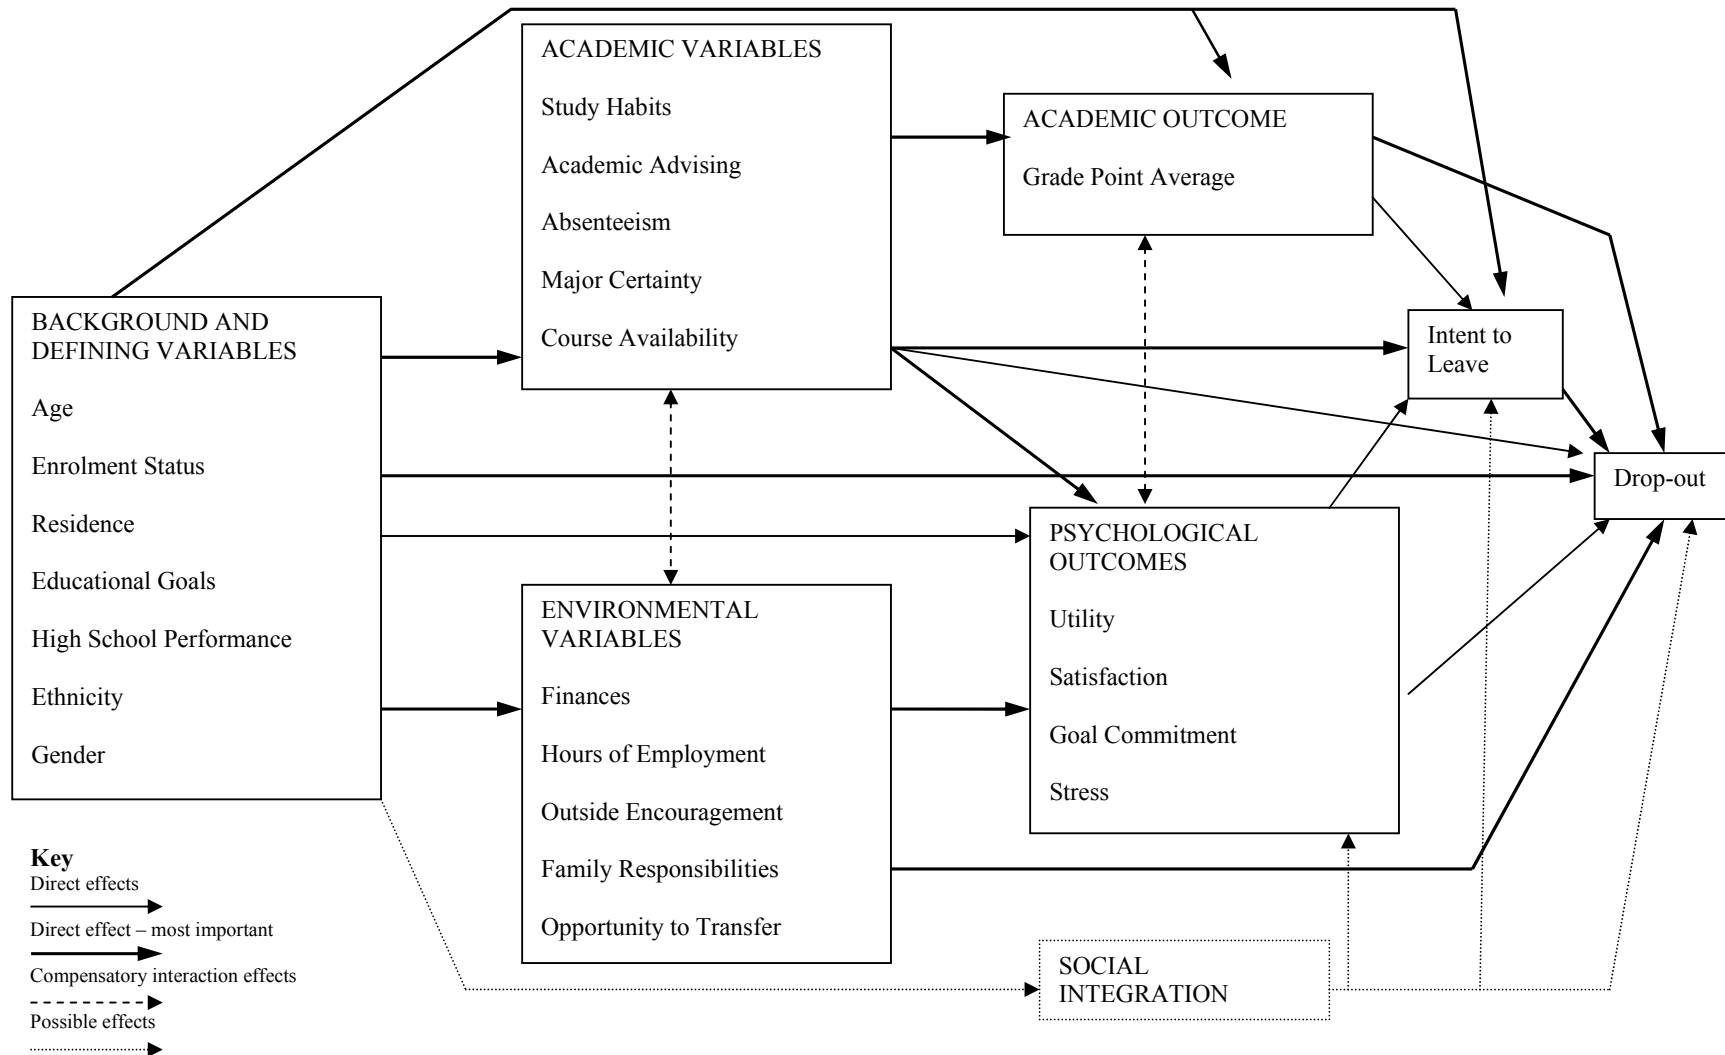 ACADEMIC VARIABLES
Study Habits
Academic Advising
Absenteeism
Major Certainty
Course Availability
ACADEMIC OUTCOME
Grade Point Average
BACKGROUND AND
DEFINING VARIABLES
Age
Enrolment Status
Residence
Educational Goals
High School Performance
Ethnicity
Gender
Intent to
Leave
Drop-out
ENVIRONMENTAL
VARIABLES
Finances
Hours of Employment
Outside Encouragement
Family Responsibilities
Opportunity to Transfer
PSYCHOLOGICAL
OUTCOMES
Utility
Satisfaction
Goal Commitment
Stress
SOCIAL
INTEGRATION
Key
Direct effects
Direct effect – most important
Compensatory interaction effects
Possible effects